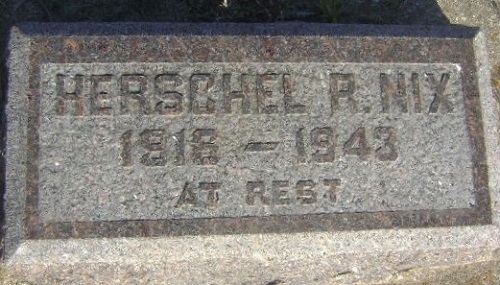 HERSCHEL R. NIX
1918 — 1943
AT REST